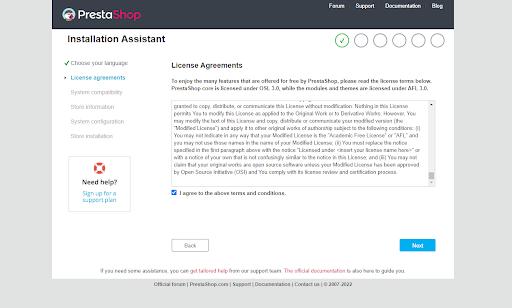 PrestaShop
Forum Support Documentation Blog
Installation Assistant
Choose your language
License agreements
System compatibility
Store information
System configuration
Store installation
Need help?
Sign up for a
support plan
License Agreements
To enjoy the many features that are offered for free by PrestaShop, please read the license terms below.
PrestaShop core is licensed under OSL 3.0, while the modules and themes are licensed under AFL 3.0.
granted to copy, distribute, or communicate this License without modification. Nothing in this License
permits You to modify this License as applied to the Original Work or to Derivative Works. However, You
may modify the text of this License and copy, distribute or communicate your modified version (the
"Modified License") and apply it to other original works of authorship subject to the following conditions: (i)
You may not indicate in any way that your Modified License is the "Academic Free License" or "AFL" and
you may not use those names in the name of your Modified License; (ii) You must replace the notice
specified in the first paragraph above with the notice "Licensed under <insert your license name here>" or
with a notice of your own that is not confusingly similar to the notice in this License; and (iii) You may not
claim that your original works are open source software unless your Modified License has been approved
by Open Source Initiative (OSI) and You comply with its license review and certification process.
I agree to the above terms and conditions.
Back
Next
If you need some assistance, you can get tailored help from our support team. The official documentation is also here to guide you.
Official forum | PrestaShop.com | Support | Documentation | Contact us | © 2007-2022